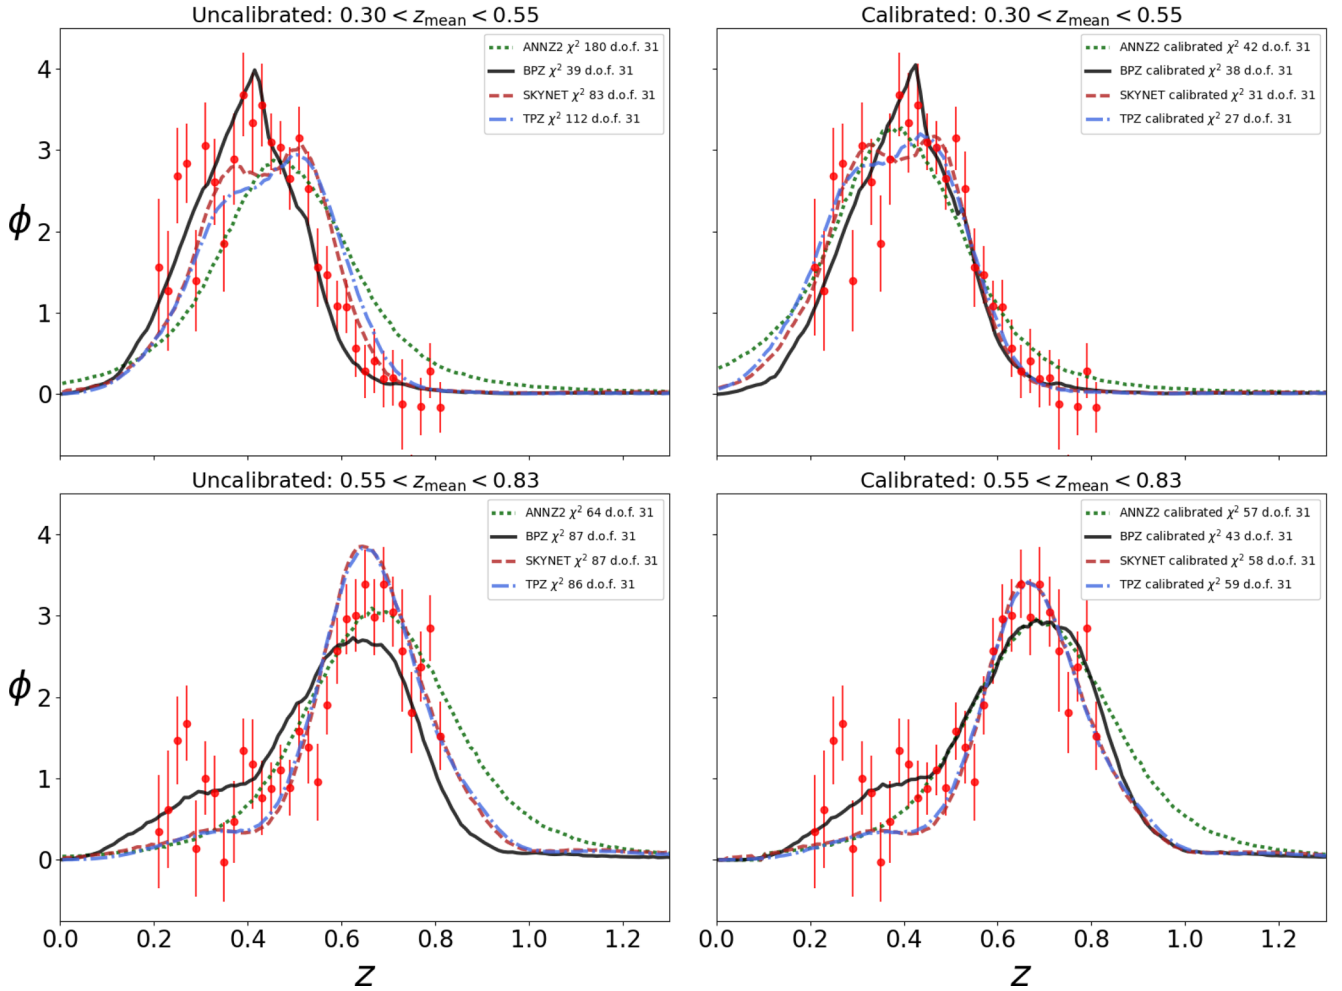 Uncalibrated: 0.30 < z_mean < 0.55
Calibrated: 0.30 < z_mean < 0.55
ANNZ2 χ² 180 d.o.f. 31
BPZ χ² 39 d.o.f. 31
SKYNET χ² 83 d.o.f. 31
TPZ χ² 112 d.o.f. 31
ANNZ2 calibrated χ² 42 d.o.f. 31
BPZ calibrated χ² 38 d.o.f. 31
SKYNET calibrated χ² 31 d.o.f. 31
TPZ calibrated χ² 27 d.o.f. 31
4
3
2
1
0
ϕ
Uncalibrated: 0.55 < z_mean < 0.83
Calibrated: 0.55 < z_mean < 0.83
ANNZ2 χ² 64 d.o.f. 31
BPZ χ² 87 d.o.f. 31
SKYNET χ² 87 d.o.f. 31
TPZ χ² 86 d.o.f. 31
ANNZ2 calibrated χ² 57 d.o.f. 31
BPZ calibrated χ² 43 d.o.f. 31
SKYNET calibrated χ² 58 d.o.f. 31
TPZ calibrated χ² 59 d.o.f. 31
4
3
2
1
0
ϕ
0.0 0.2 0.4 0.6 0.8 1.0 1.2
0.0 0.2 0.4 0.6 0.8 1.0 1.2
z
z